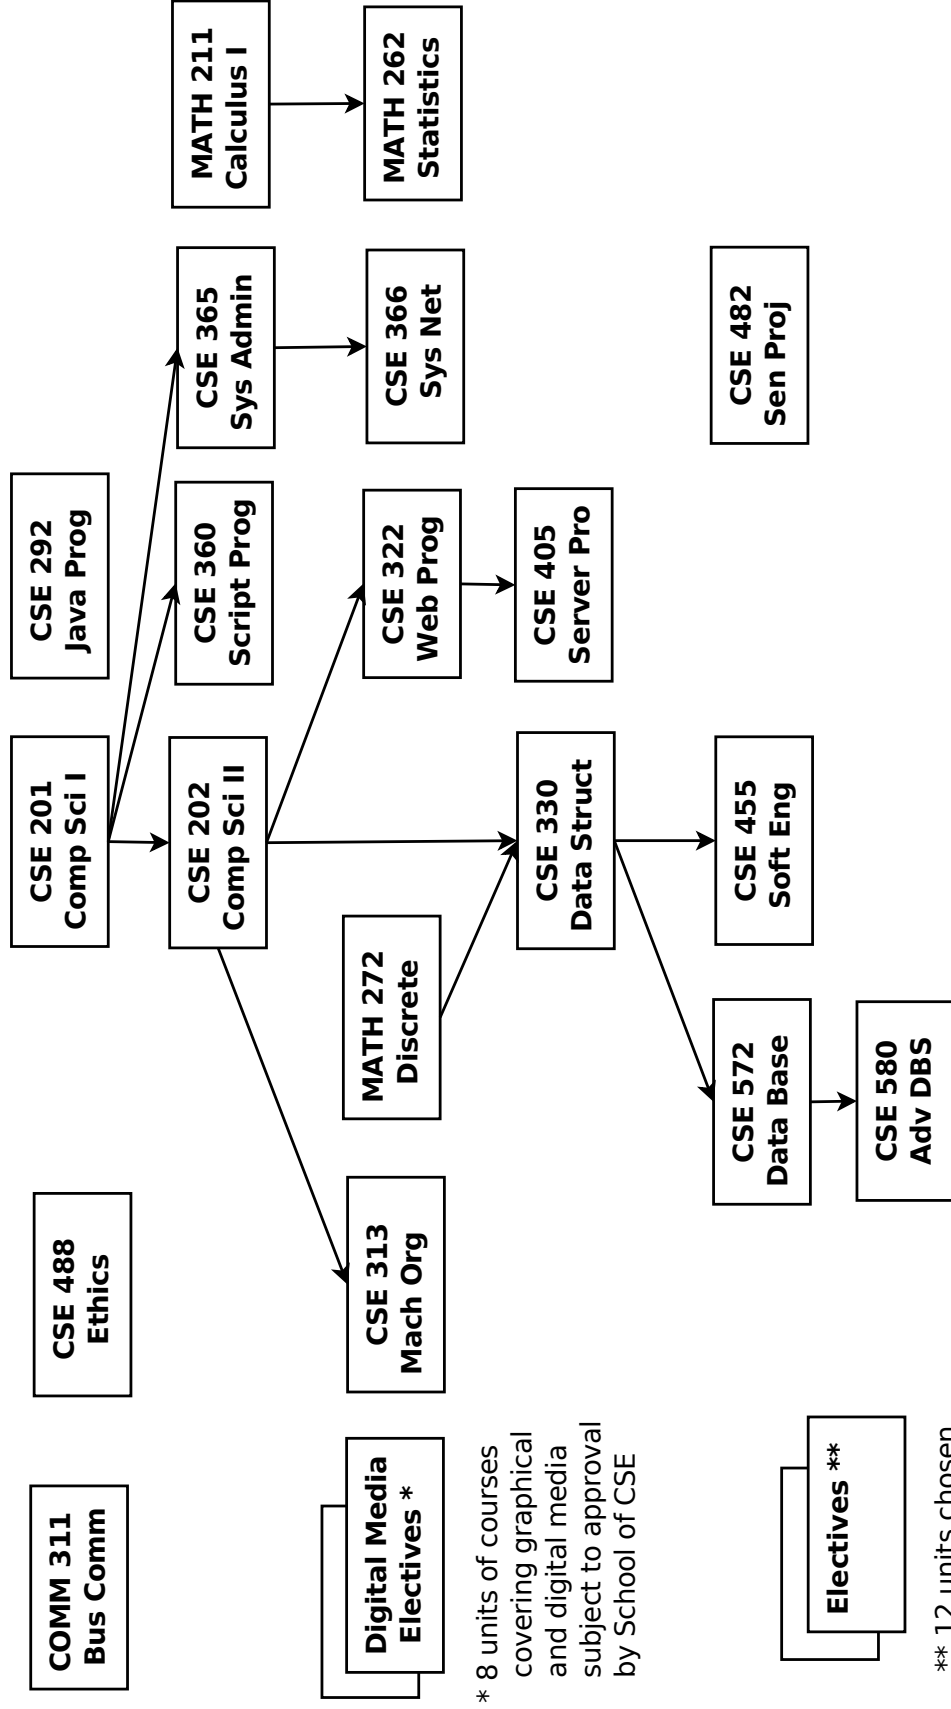 COMM 311
Bus Comm
CSE 488
Ethics
CSE 201
Comp Sci I
CSE 292
Java Prog
CSE 202
Comp Sci II
CSE 360
Script Prog
CSE 365
Sys Admin
MATH 211
Calculus I
Digital Media
Electives *
CSE 313
Mach Org
MATH 272
Discrete
CSE 322
Web Prog
CSE 366
Sys Net
MATH 262
Statistics
* 8 units of courses
covering graphical
and digital media
subject to approval
by School of CSE
CSE 330
Data Struct
CSE 405
Server Pro
CSE 572
Data Base
CSE 455
Soft Eng
CSE 482
Sen Proj
Electives **
CSE 580
Adv DBS
** 12 units chosen